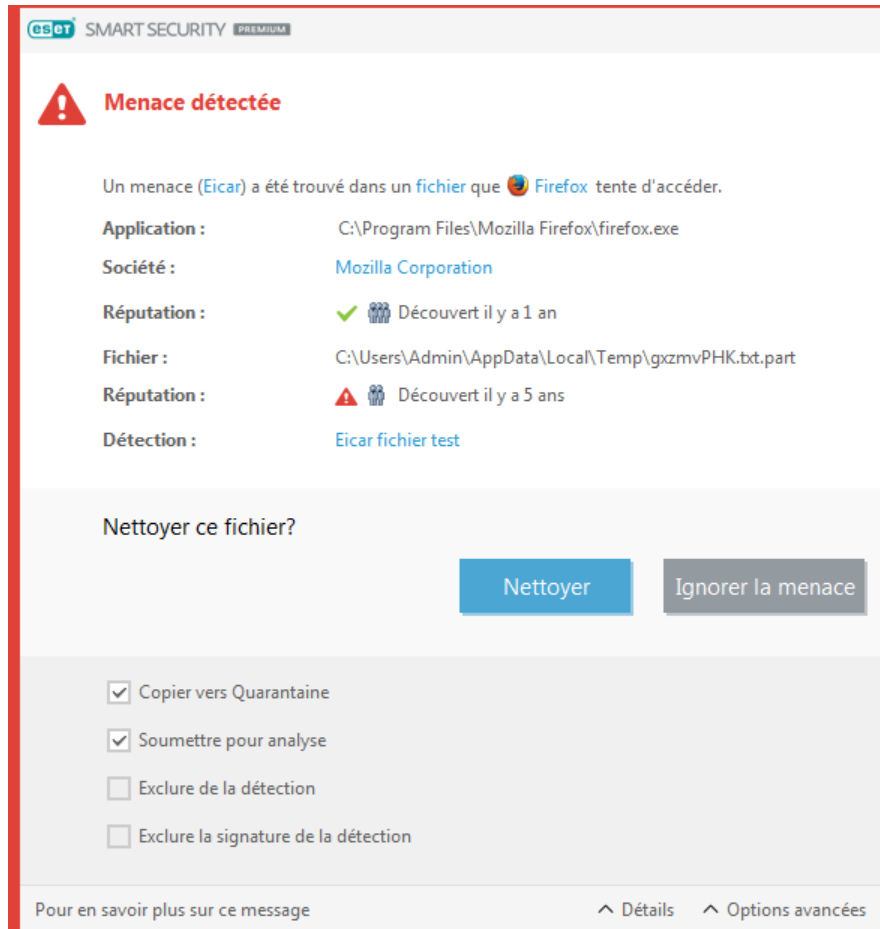 eset SMART SECURITY PREMIUM
Menace détectée
Un menace (Eicar) a été trouvé dans un fichier que Firefox tente d'accéder.
Application : C:\Program Files\Mozilla Firefox\firefox.exe
Société : Mozilla Corporation
Réputation : Découvert il y a 1 an
Fichier : C:\Users\Admin\AppData\Local\Temp\gxzmvPHK.txt.part
Réputation : Découvert il y a 5 ans
Détection : Eicar fichier test
Nettoyer ce fichier?
Nettoyer Ignorer la menace
Copier vers Quarantaine
Soumettre pour analyse
Exclure de la détection
Exclure la signature de la détection
Pour en savoir plus sur ce message Détails Options avancées